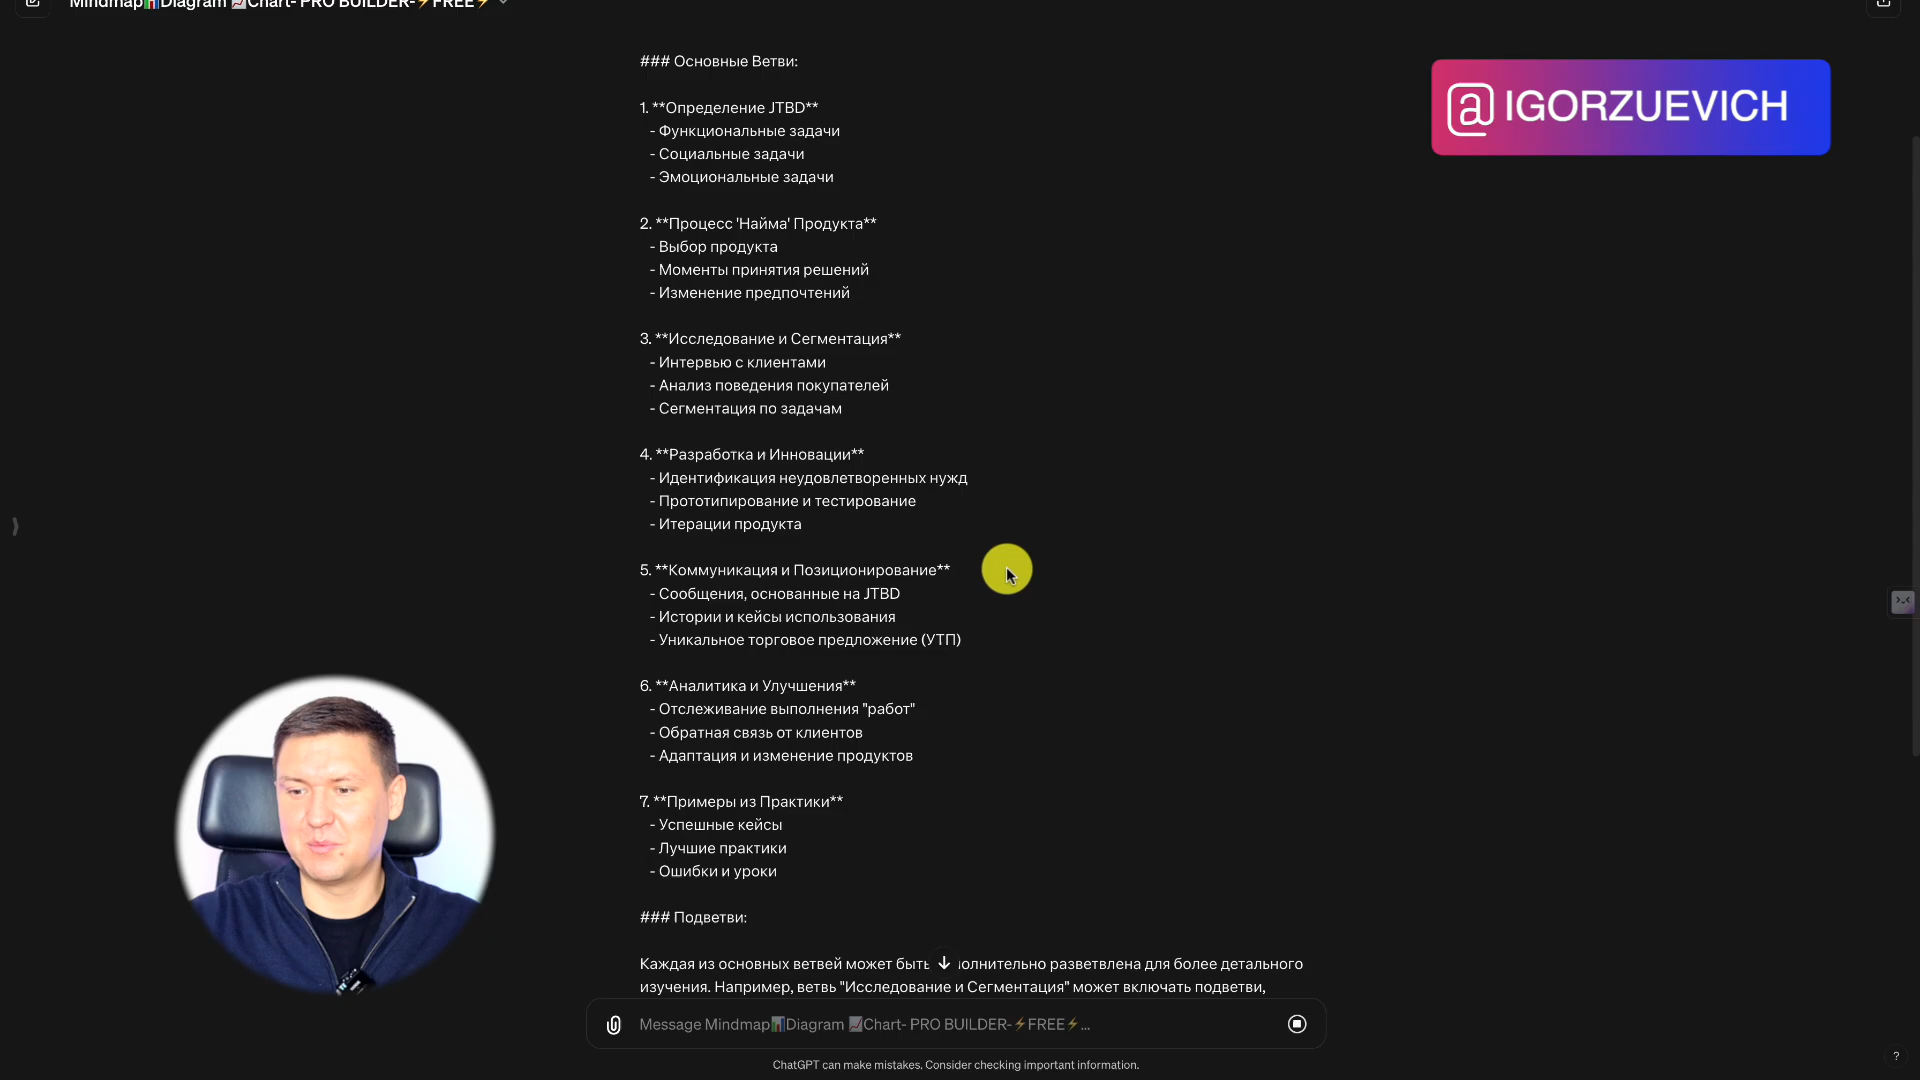 Mindmap📊Diagram 📈Chart- PRO BUILDER-⚡FREE⚡
@IGORZUEVICH
### Основные Ветви:
1. **Определение JTBD**
- Функциональные задачи
- Социальные задачи
- Эмоциональные задачи
2. **Процесс 'Найма' Продукта**
- Выбор продукта
- Моменты принятия решений
- Изменение предпочтений
3. **Исследование и Сегментация**
- Интервью с клиентами
- Анализ поведения покупателей
- Сегментация по задачам
4. **Разработка и Инновации**
- Идентификация неудовлетворенных нужд
- Прототипирование и тестирование
- Итерации продукта
5. **Коммуникация и Позиционирование**
- Сообщения, основанные на JTBD
- Истории и кейсы использования
- Уникальное торговое предложение (УТП)
6. **Аналитика и Улучшения**
- Отслеживание выполнения "работ"
- Обратная связь от клиентов
- Адаптация и изменение продуктов
7. **Примеры из Практики**
- Успешные кейсы
- Лучшие практики
- Ошибки и уроки
### Подветви:
Каждая из основных ветвей может быть разветвлена для более детального
изучения. Например, ветвь "Исследование и Сегментация" может включать подветви,
Message Mindmap📊Diagram 📈Chart- PRO BUILDER-⚡FREE⚡...
ChatGPT can make mistakes. Consider checking important information.
?